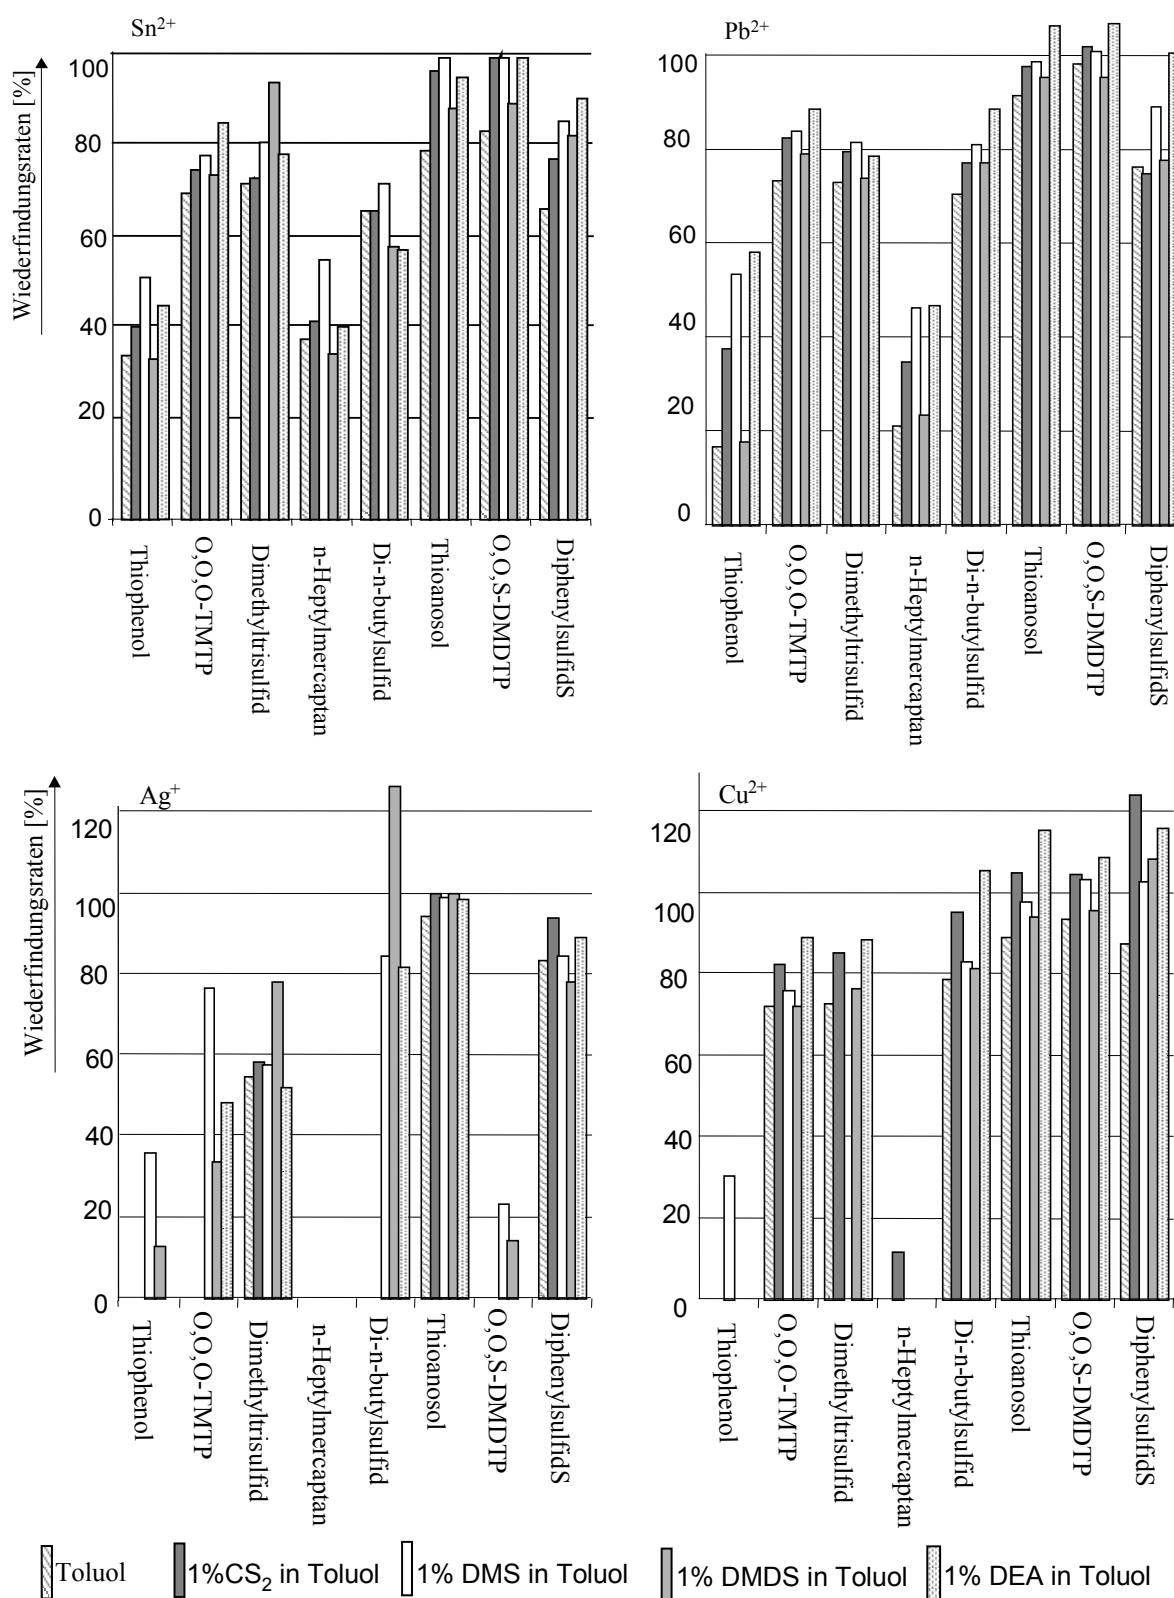 Sn²⁺
Wiederfindungsraten [%]
100
80
60
40
20
0
Thiophenol
O,O,O-TMTP
Dimethyltrisulfid
n-Heptylmercaptan
Di-n-butylsulfid
Thioanosol
O,O,S-DMDTP
DiphenylsulfidS
Pb²⁺
100
80
60
40
20
0
Thiophenol
O,O,O-TMTP
Dimethyltrisulfid
n-Heptylmercaptan
Di-n-butylsulfid
Thioanosol
O,O,S-DMDTP
DiphenylsulfidS
Ag⁺
Wiederfindungsraten [%]
120
100
80
60
40
20
0
Thiophenol
O,O,O-TMTP
Dimethyltrisulfid
n-Heptylmercaptan
Di-n-butylsulfid
Thioanosol
O,O,S-DMDTP
DiphenylsulfidS
Cu²⁺
120
100
80
60
40
20
0
Thiophenol
O,O,O-TMTP
Dimethyltrisulfid
n-Heptylmercaptan
Di-n-butylsulfid
Thioanosol
O,O,S-DMDTP
DiphenylsulfidS
Toluol
1%CS₂ in Toluol
1% DMS in Toluol
1% DMDS in Toluol
1% DEA in Toluol